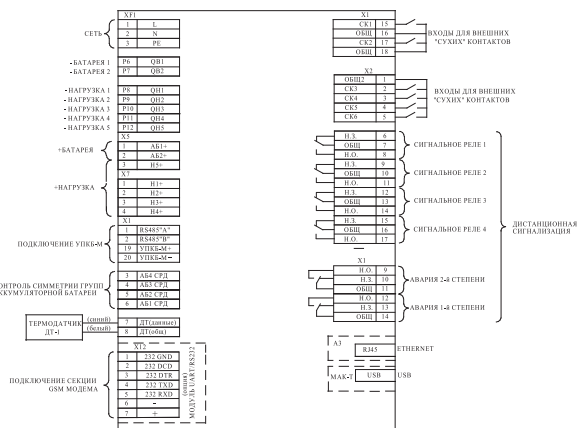 XF1
СЕТЬ
1 L
2 N
3 PE
- БАТАРЕЯ 1 P6 QB1
- БАТАРЕЯ 2 P7 QB2
- НАГРУЗКА 1 P8 QH1
- НАГРУЗКА 2 P9 QH2
- НАГРУЗКА 3 P10 QH3
- НАГРУЗКА 4 P11 QH4
- НАГРУЗКА 5 P12 QH5
X5
+БАТАРЕЯ
1 АБ1+
2 АБ2+
3 H5+
X7
+НАГРУЗКА
1 H1+
2 H2+
3 H3+
4 H4+
X1
ПОДКЛЮЧЕНИЕ УПКБ-М
1 RS485"A"
2 RS485"B"
19 УПКБ-М+
20 УПКБ-М−
КОНТРОЛЬ СИММЕТРИИ ГРУПП
АККУМУЛЯТОРНОЙ БАТАРЕИ
3 АБ4 СРД
4 АБ3 СРД
5 АБ2 СРД
6 АБ1 СРД
ТЕРМОДАТЧИК
ДТ-1
(синий)
(белый)
7 ДТ(данные)
8 ДТ(общ)
X12
ПОДКЛЮЧЕНИЕ СЕКЦИИ
GSM МОДЕМА
1 232 GND
2 232 DCD
3 232 DTR
4 232 TXD
5 232 RXD
6 -
7 +
(опция)
МОДУЛЬ UART/RS232
X1
СК1 15
ОБЩ 16
СК2 17
ОБЩ 18
ВХОДЫ ДЛЯ ВНЕШНИХ
"СУХИХ" КОНТАКТОВ
X2
ОБЩ2 1
СК3 2
СК4 3
СК5 4
СК6 5
ВХОДЫ ДЛЯ ВНЕШНИХ
"СУХИХ" КОНТАКТОВ
Н.З. 6
ОБЩ 7
Н.О. 8
СИГНАЛЬНОЕ РЕЛЕ 1
Н.З. 9
ОБЩ 10
Н.О. 11
СИГНАЛЬНОЕ РЕЛЕ 2
Н.З. 12
ОБЩ 13
Н.О. 14
СИГНАЛЬНОЕ РЕЛЕ 3
Н.З. 15
ОБЩ 16
Н.О. 17
СИГНАЛЬНОЕ РЕЛЕ 4
ДИСТАНЦИОННАЯ
СИГНАЛИЗАЦИЯ
X1
Н.О. 9
Н.З. 10
ОБЩ 11
АВАРИЯ 2-й СТЕПЕНИ
Н.О. 12
Н.З. 13
ОБЩ 14
АВАРИЯ 1-й СТЕПЕНИ
А3
RJ45
ETHERNET
МАК-Т
USB
USB